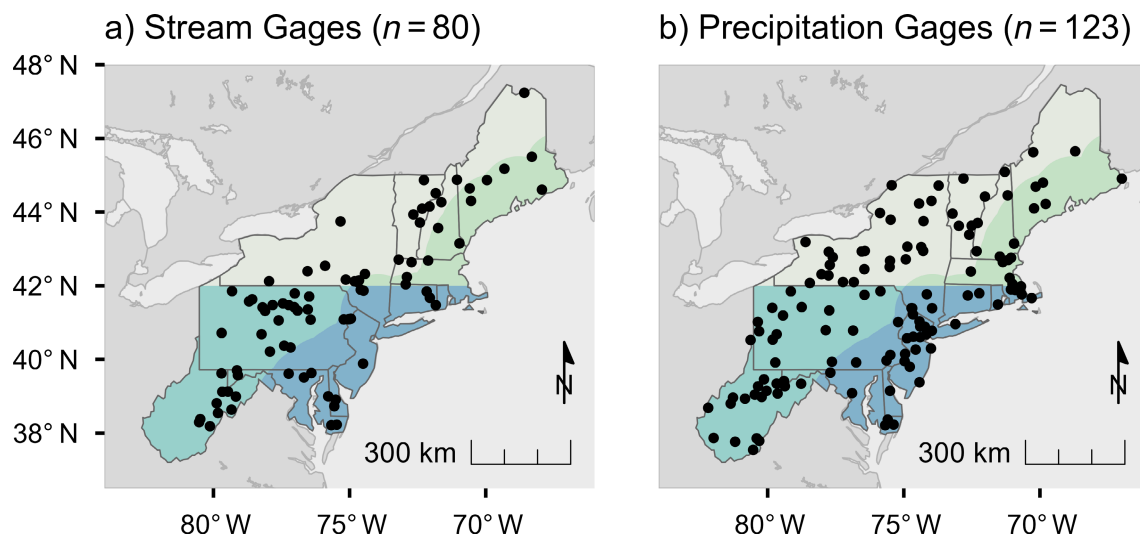 a) Stream Gages (n = 80)
b) Precipitation Gages (n = 123)
48° N
46° N
44° N
42° N
40° N
38° N
300 km
N
300 km
N
80° W
75° W
70° W
80° W
75° W
70° W